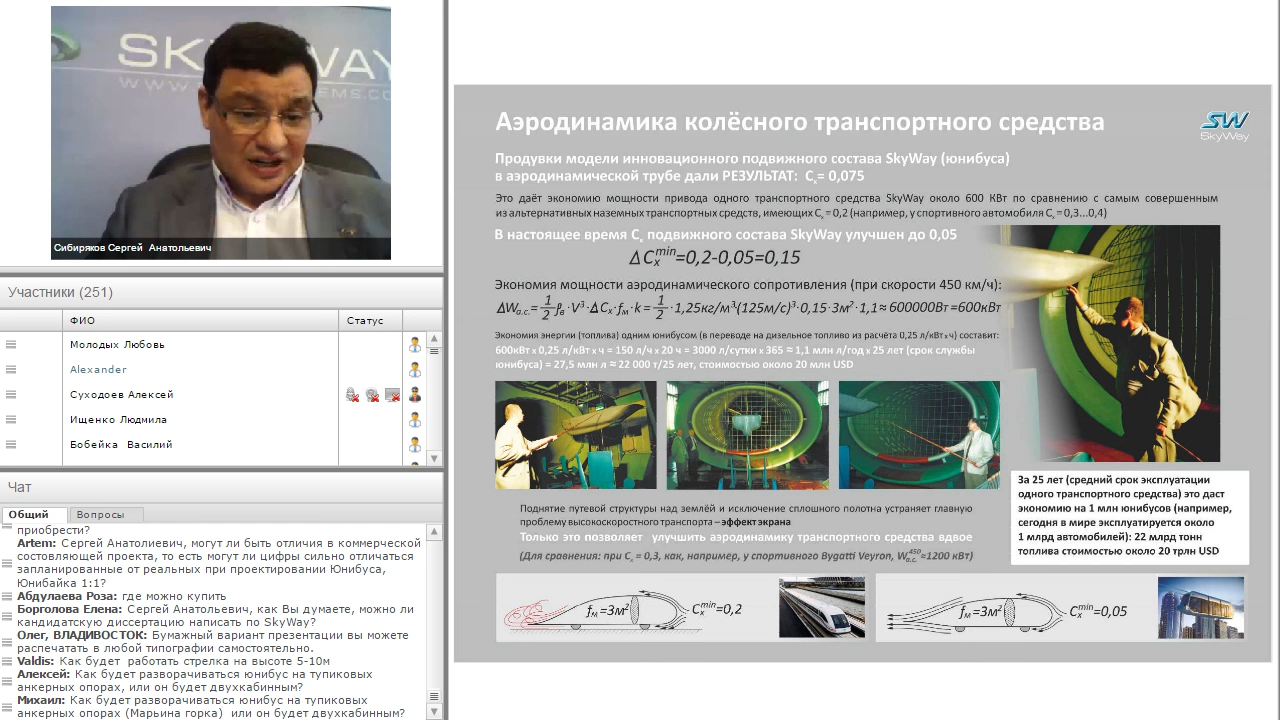 SKYWAY
Сибиряков Сергей Анатольевич
Участники (251)
ФИО
Статус
Молодых Любовь
Alexander
Суходоев Алексей
Ищенко Людмила
Бобейка Василий
Чат
Общий
Вопросы
приобрести?
Artem: Сергей Анатолиевич, могут ли быть отличия в коммерческой
состовляющей проекта, то есть могут ли цифры сильно отличаться
запланированные от реальных при проектировании Юнибуса,
Юнибайка 1:1?
Абдулаева Роза: где можно купить
Борголова Елена: Сергей Анатольевич, как Вы думаете, можно ли
кандидатскую диссертацию написать по SkyWay?
Олег, ВЛАДИВОСТОК: Бумажный вариант презентации вы можете
распечатать в любой типографии самостоятельно.
Valdis: Как будет работать стрелка на высоте 5-10м
Алексей: Как будет разворачиваться юнибус на тупиковых
анкерных опорах, или он будет двухкабинным?
Михаил: Как будет разворачиваться юнибус на тупиковых
анкерных опорах (Марьина горка) или он будет двухкабинным?
Аэродинамика колёсного транспортного средства
SW
SkyWay
Продувки модели инновационного подвижного состава SkyWay (юнибуса)
в аэродинамической трубе дали РЕЗУЛЬТАТ: Cₓ= 0,075
Это даёт экономию мощности привода одного транспортного средства SkyWay около 600 КВт по сравнению с самым совершенным
из альтернативных наземных транспортных средств, имеющих Cₓ = 0,2 (например, у спортивного автомобиля Cₓ = 0,3...0,4)
В настоящее время Cₓ подвижного состава SkyWay улучшен до 0,05
ΔCₓᵐⁱⁿ=0,2-0,05=0,15
Экономия мощности аэродинамического сопротивления (при скорости 450 км/ч):
ΔWа.с.= 1/2 fв·V³·ΔCₓ·fм·k = 1/2·1,25кг/м³(125м/с)³·0,15·3м²·1,1≈ 600000Вт =600кВт
Экономия энергии (топлива) одним юнибусом (в переводе на дизельное топливо из расчёта 0,25 л/кВт х ч) составит:
600кВт х 0,25 л/кВт х ч = 150 л/ч х 20 ч = 3000 л/сутки х 365 ≈ 1,1 млн л/год х 25 лет (срок службы
юнибуса) = 27,5 млн л ≈ 22 000 т/25 лет, стоимостью около 20 млн USD
Поднятие путевой структуры над землёй и исключение сплошного полотна устраняет главную
проблему высокоскоростного транспорта – эффект экрана
Только это позволяет улучшить аэродинамику транспортного средства вдвое
(Для сравнения: при Cₓ = 0,3, как, например, у спортивного Bygatti Veyron, W⁴⁵⁰а.с.≈1200 кВт)
За 25 лет (средний срок эксплуатации
одного транспортного средства) это даст
экономию на 1 млн юнибусов (например,
сегодня в мире эксплуатируется около
1 млрд автомобилей): 22 млрд тонн
топлива стоимостью около 20 трлн USD
fм=3м²
Cₓᵐⁱⁿ=0,2
fм=3м²
Cₓᵐⁱⁿ=0,05